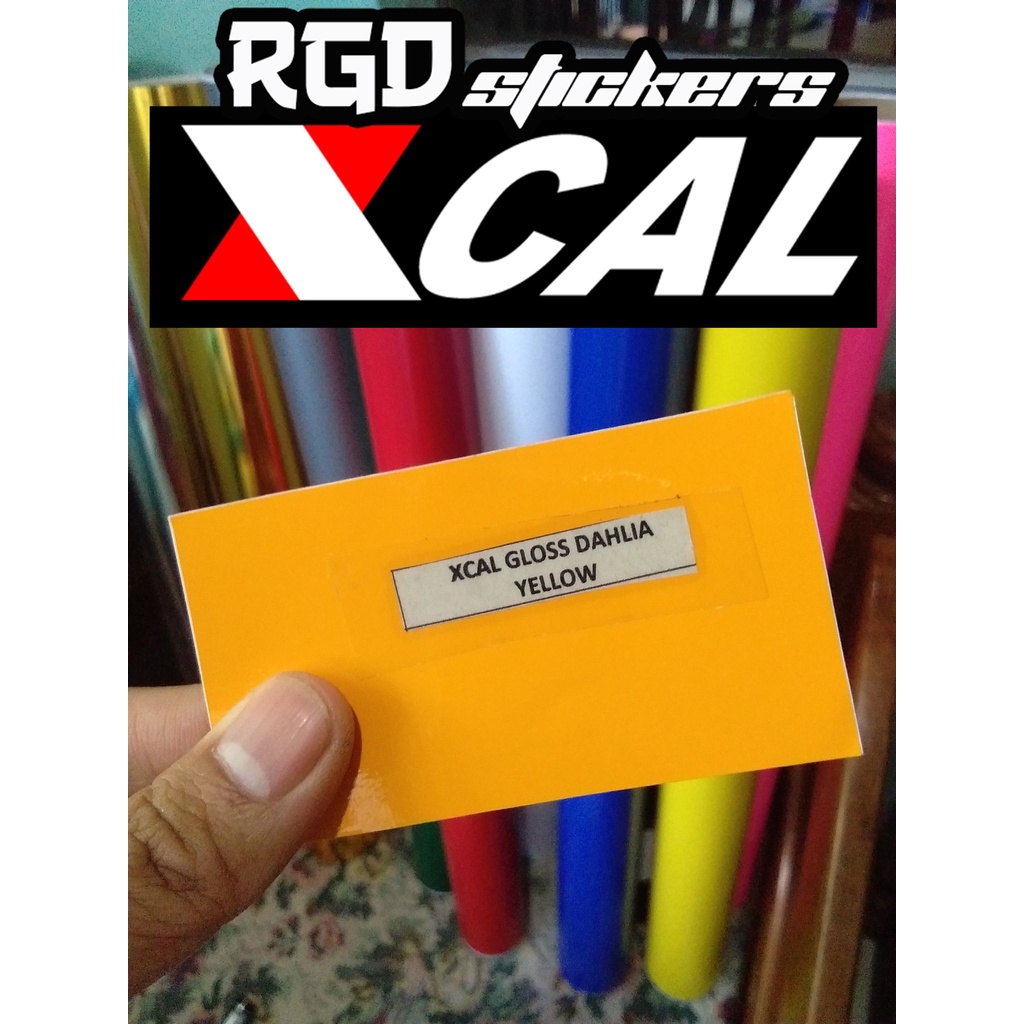 RGD stickers
XCAL
XCAL GLOSS DAHLIA
YELLOW